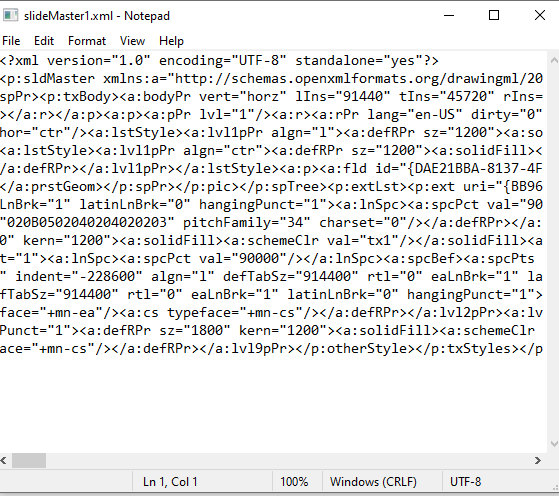 slideMaster1.xml - Notepad
File Edit Format View Help
<?xml version="1.0" encoding="UTF-8" standalone="yes"?>
<p:sldMaster xmlns:a="http://schemas.openxmlformats.org/drawingml/20
spPr><p:txBody><a:bodyPr vert="horz" lIns="91440" tIns="45720" rIns=
></a:r></a:p><a:p><a:pPr lvl="1"/><a:r><a:rPr lang="en-US" dirty="0"
hor="ctr"/><a:lstStyle><a:lvl1pPr algn="l"><a:defRPr sz="1200"><a:so
a:lstStyle><a:lvl1pPr algn="ctr"><a:defRPr sz="1200"><a:solidFill><
/a:defRPr></a:lvl1pPr></a:lstStyle><a:p><a:fld id="{DAE21BBA-8137-4F
</a:prstGeom></p:spPr></p:pic></p:spTree><p:extLst><p:ext uri="{BB96
LnBrk="1" latinLnBrk="0" hangingPunct="1"><a:lnSpc><a:spcPct val="90
"020B0502040204020203" pitchFamily="34" charset="0"/></a:defRPr></a:
0" kern="1200"><a:solidFill><a:schemeClr val="tx1"/></a:solidFill><a
t="1"><a:lnSpc><a:spcPct val="90000"/></a:lnSpc><a:spcBef><a:spcPts
" indent="-228600" algn="l" defTabSz="914400" rtl="0" eaLnBrk="1" la
fTabSz="914400" rtl="0" eaLnBrk="1" latinLnBrk="0" hangingPunct="1">
face="+mn-ea"/><a:cs typeface="+mn-cs"/></a:defRPr></a:lvl2pPr><a:lv
Punct="1"><a:defRPr sz="1800" kern="1200"><a:solidFill><a:schemeClr
ace="+mn-cs"/></a:defRPr></a:lvl9pPr></p:otherStyle></p:txStyles></p
Ln 1, Col 1 100% Windows (CRLF) UTF-8